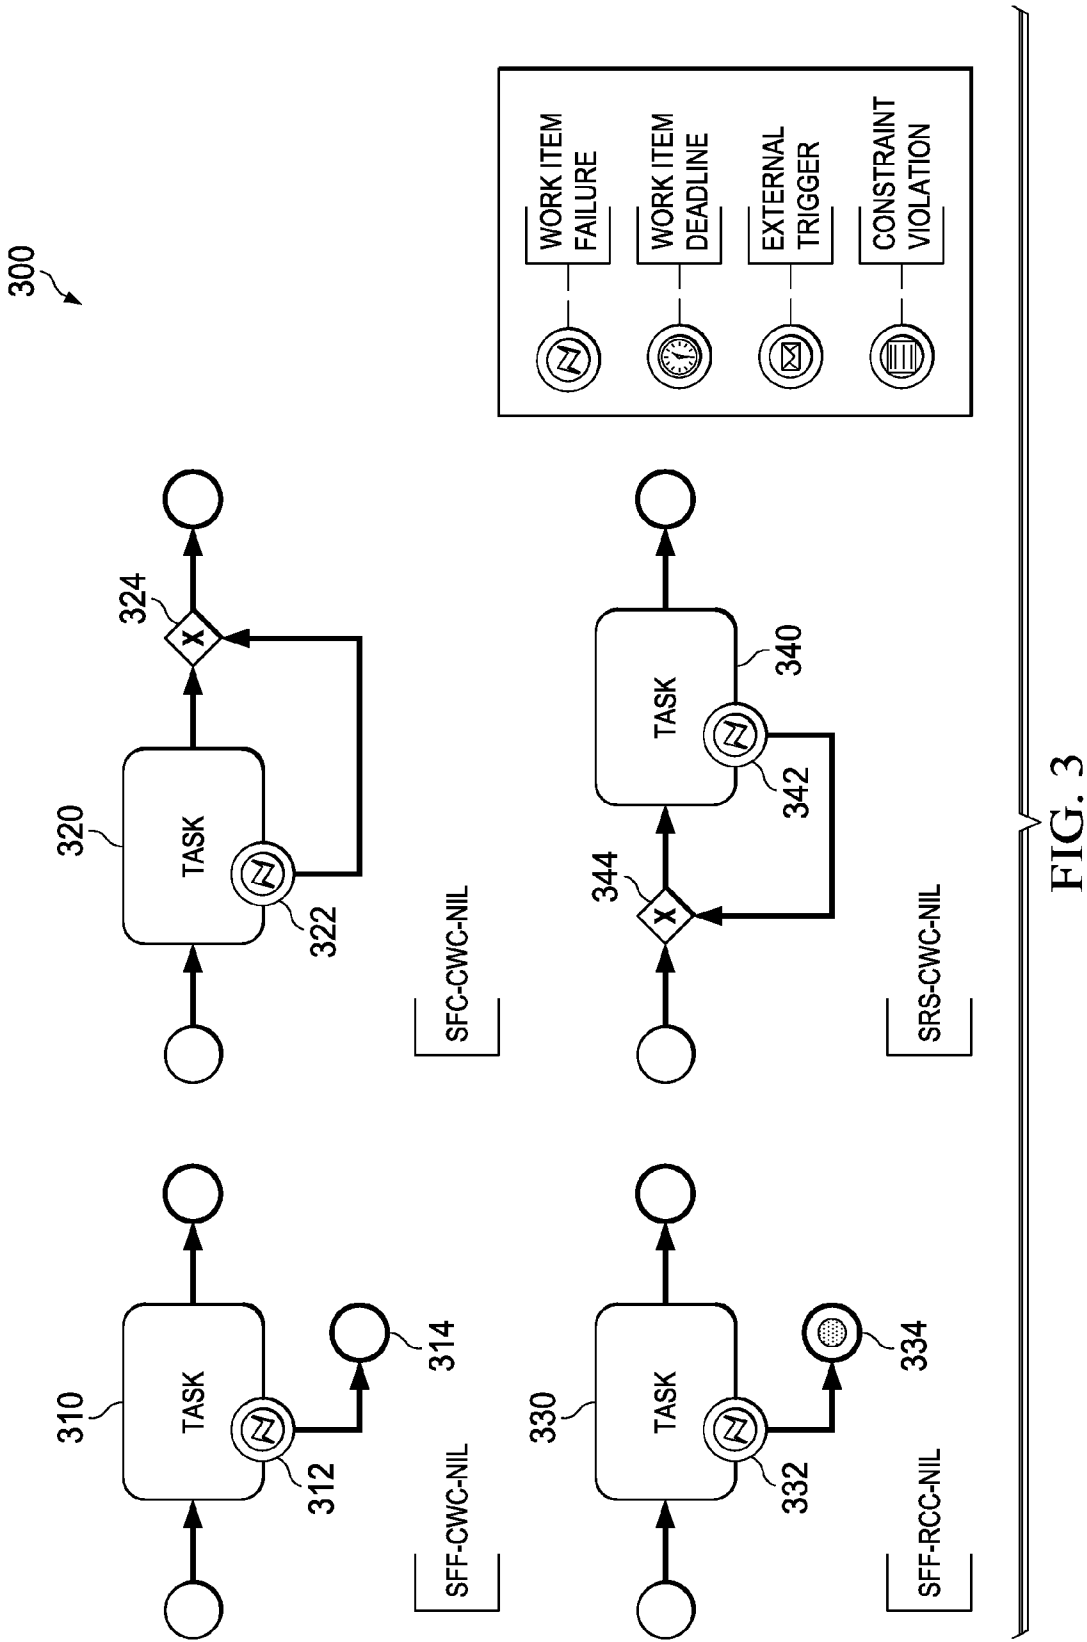 300
310
TASK
312
314
SFF-CWC-NIL
320
TASK
322
324
X
SFC-CWC-NIL
330
TASK
332
334
SFF-RCC-NIL
344
X
TASK
340
342
SRS-CWC-NIL
WORK ITEM
FAILURE
WORK ITEM
DEADLINE
EXTERNAL
TRIGGER
CONSTRAINT
VIOLATION
FIG. 3